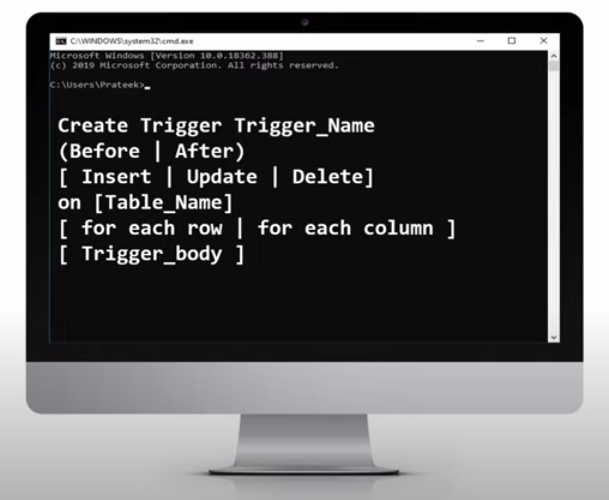 C:\WINDOWS\system32\cmd.exe
Microsoft Windows [Version 10.0.18362.388]
(c) 2019 Microsoft Corporation. All rights reserved.
C:\Users\Prateek>_
Create Trigger Trigger_Name
(Before | After)
[ Insert | Update | Delete]
on [Table_Name]
[ for each row | for each column ]
[ Trigger_body ]